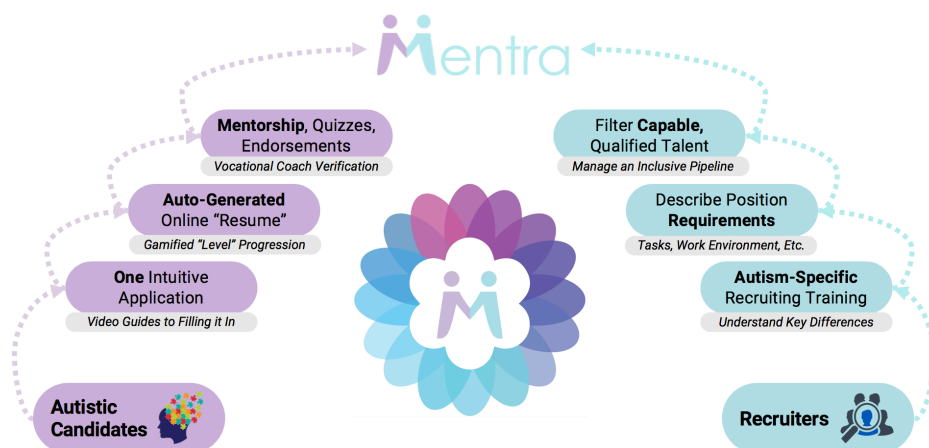 Mentra
Mentorship, Quizzes,
Endorsements
Vocational Coach Verification
Auto-Generated
Online “Resume”
Gamified “Level” Progression
One Intuitive
Application
Video Guides to Filling it In
Autistic
Candidates
Filter Capable,
Qualified Talent
Manage an Inclusive Pipeline
Describe Position
Requirements
Tasks, Work Environment, Etc.
Autism-Specific
Recruiting Training
Understand Key Differences
Recruiters
M